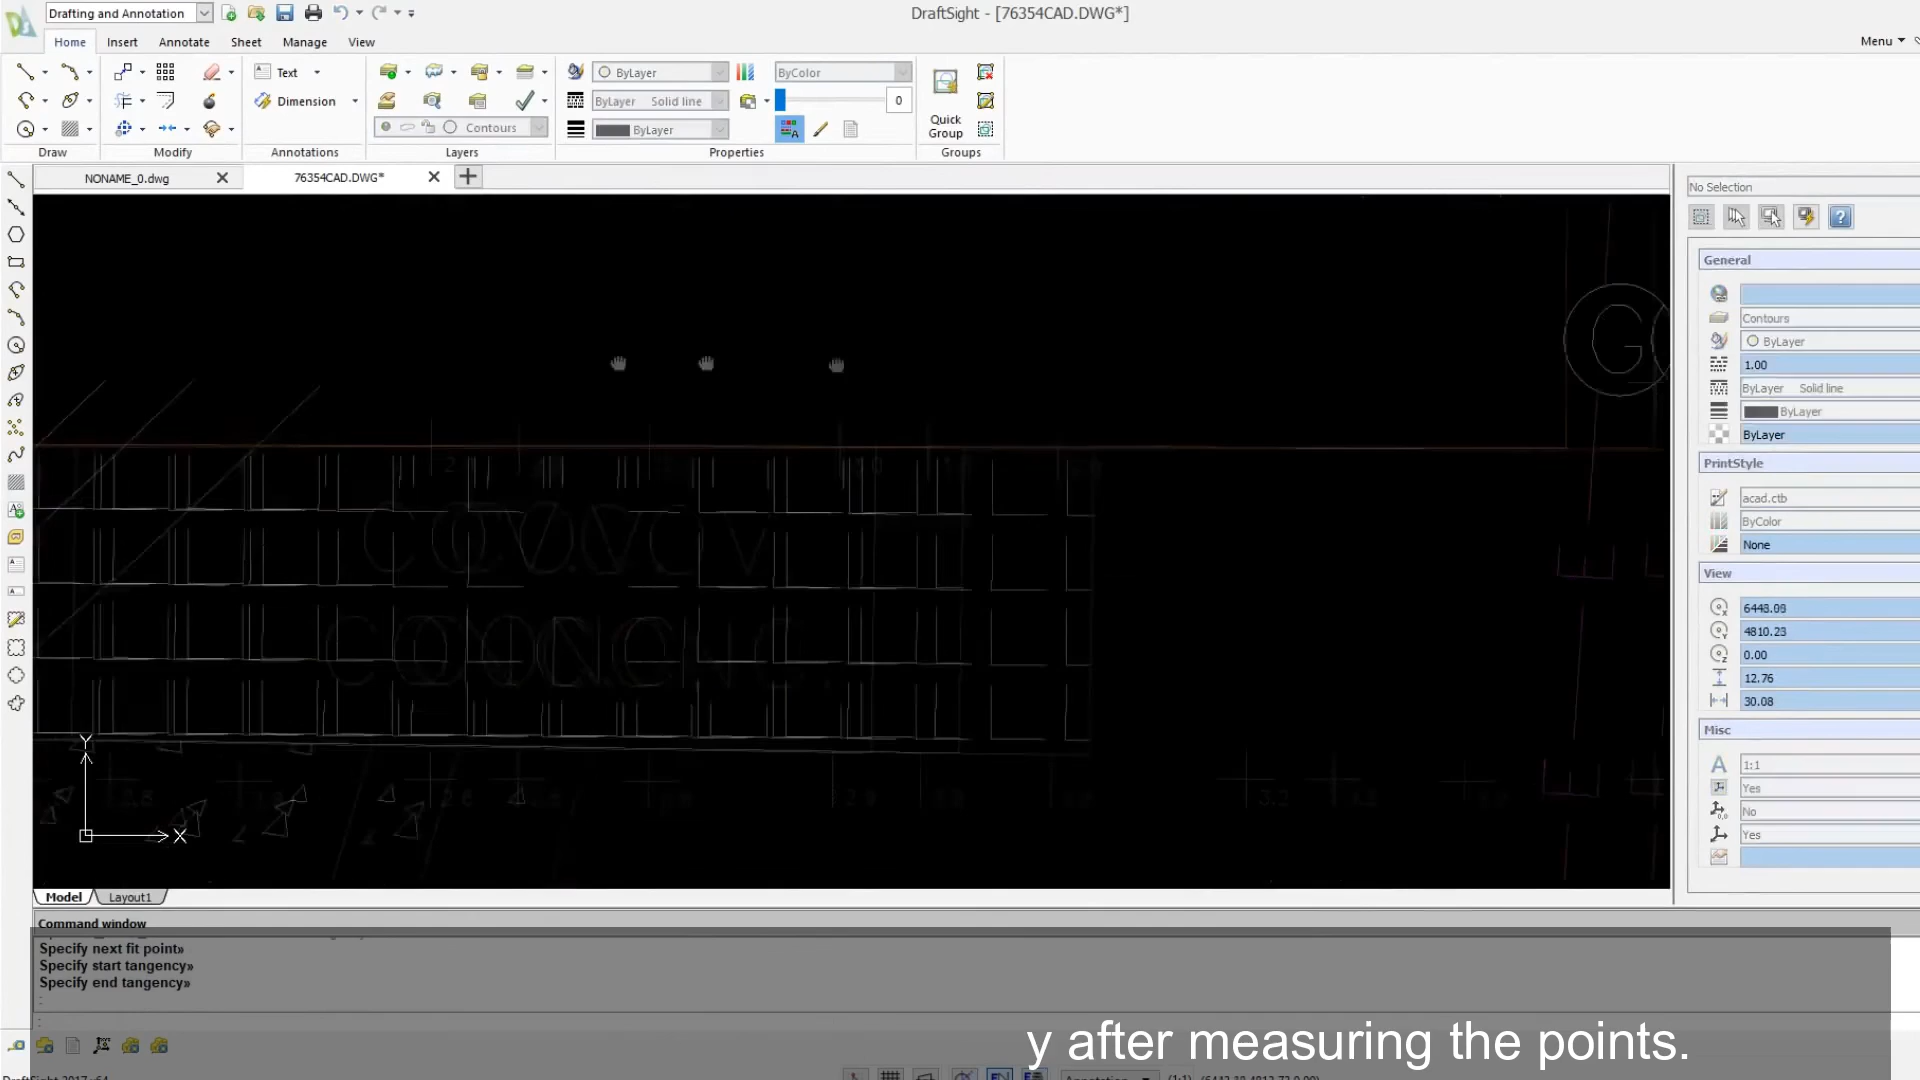 Drafting and Annotation
DraftSight - [76354CAD.DWG*]
Home Insert Annotate Sheet Manage View
Menu
Text
Dimension
ByLayer
ByLayer Solid line
ByLayer
ByColor
0
Contours
Quick
Group
Draw Modify Annotations Layers Properties Groups
NONAME_0.dwg
76354CAD.DWG*
No Selection
General
Contours
ByLayer
1.00
ByLayer Solid line
ByLayer
ByLayer
PrintStyle
acad.ctb
ByColor
None
View
4810.23
0.00
12.76
30.08
Misc
1:1
Yes
No
Yes
G
Y
X
3.2
2.6
Model Layout1
Command window
Specify next fit point»
Specify start tangency»
Specify end tangency»
:
:
y after measuring the points.